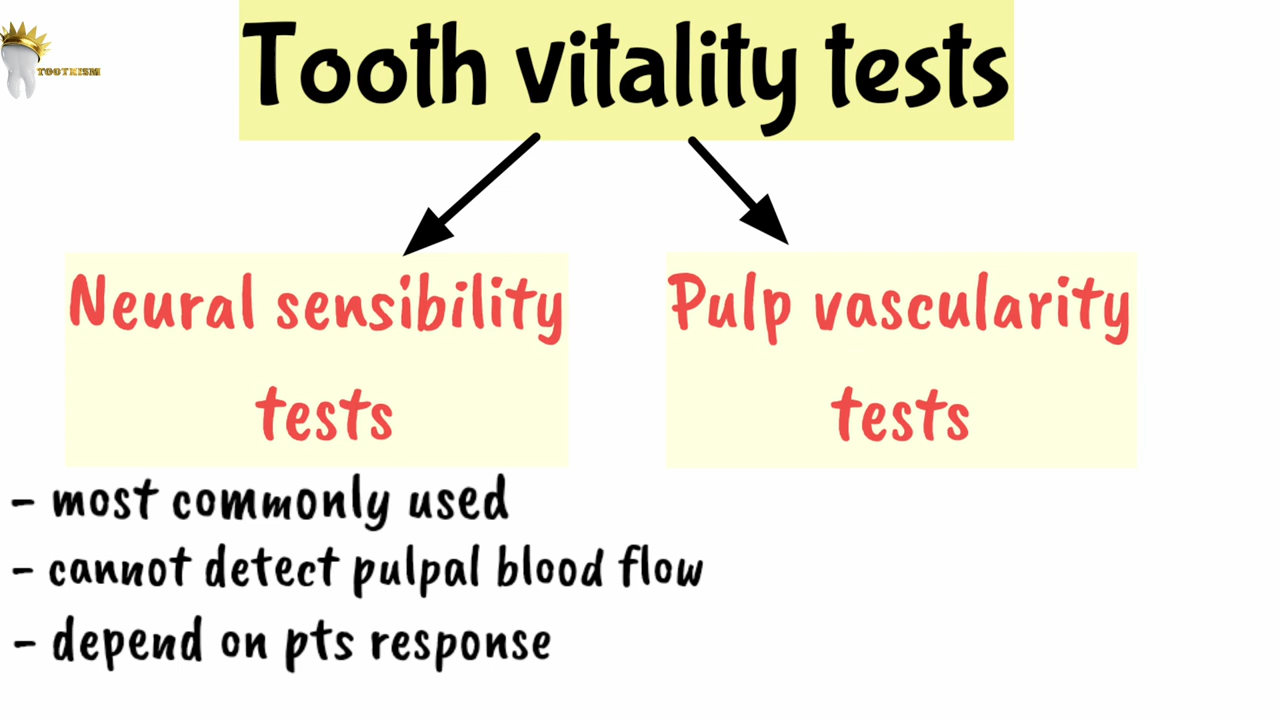 TOOTHISM
Tooth vitality tests
Neural sensibility
tests
Pulp vascularity
tests
- most commonly used
- cannot detect pulpal blood flow
- depend on pts response